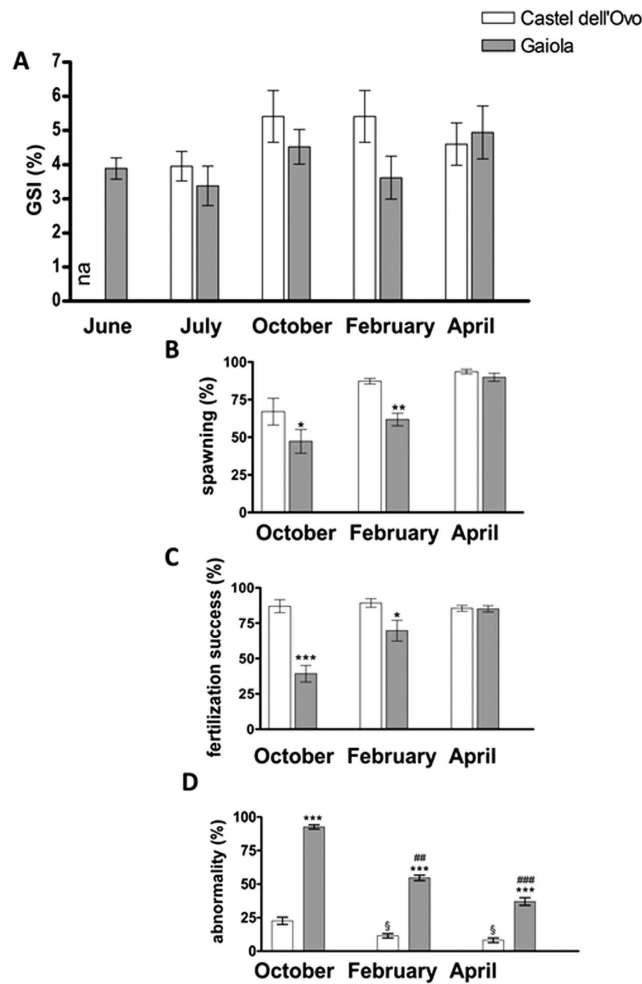 Castel dell'Ovo
Gaiola
A
GSI (%)
7
6
5
4
3
2
1
0
na
June July October February April
B
spawning (%)
100
75
50
25
0
* **
October February April
C
fertilization success (%)
100
75
50
25
0
*** *
October February April
D
abnormality (%)
100
75
50
25
0
***
§ ## ***
§ ### ***
October February April